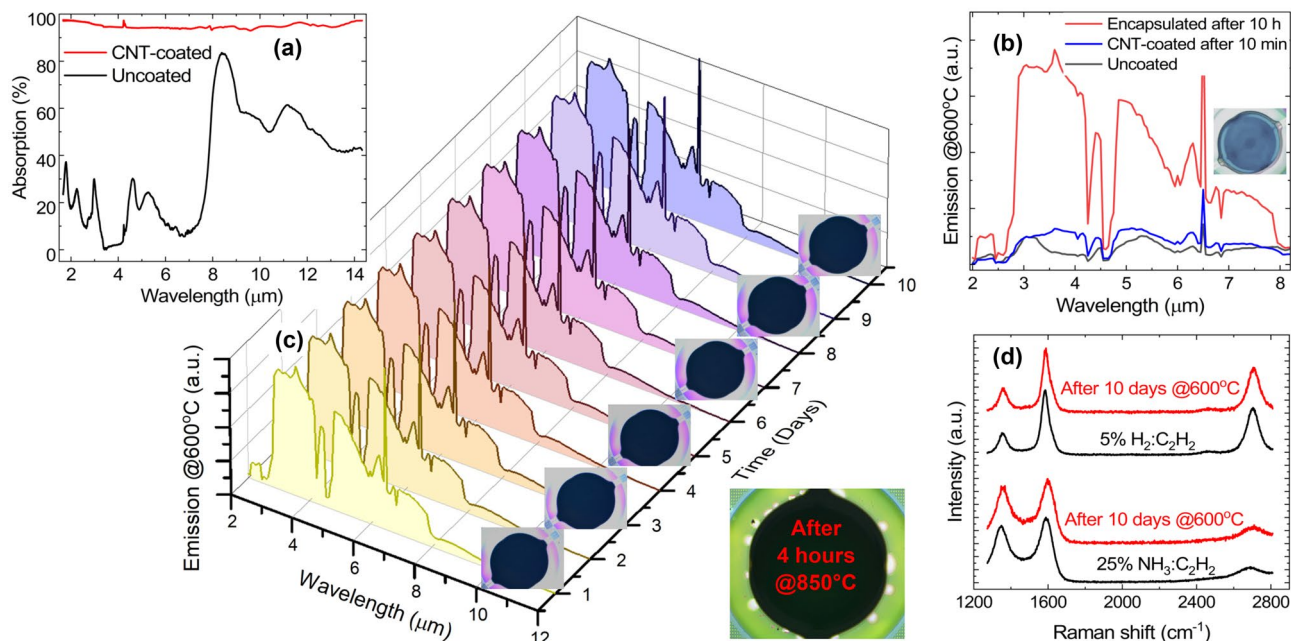 (a)
100
80
60
40
20
0
Absorption (%)
CNT-coated
Uncoated
2
4
6
8
10
12
14
Wavelength (μm)
(b)
Encapsulated after 10 h
CNT-coated after 10 min
Uncoated
Emission @600°C (a.u.)
2
3
4
5
6
7
8
Wavelength (μm)
(c)
Emission @600°C (a.u.)
2
4
6
8
10
12
Wavelength (μm)
1
2
3
4
5
6
7
8
9
10
Time (Days)
After
4 hours
@850°C
(d)
After 10 days @600°C
5% H₂:C₂H₂
After 10 days @600°C
25% NH₃:C₂H₂
Intensity (a.u.)
1200
1600
2000
2400
2800
Raman shift (cm⁻¹)